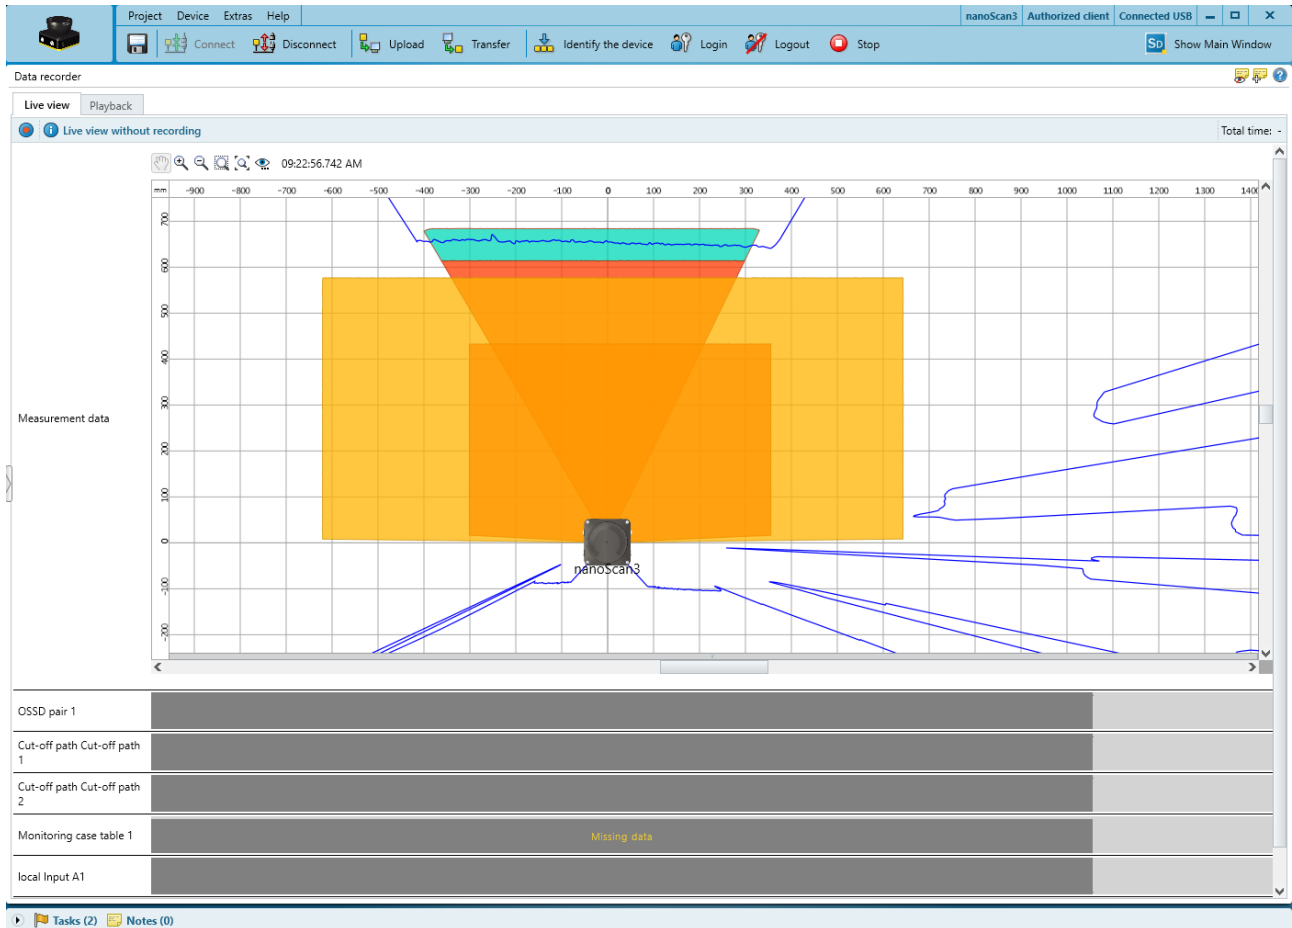 Project Device Extras Help nanoScan3 Authorized client Connected USB
Connect Disconnect Upload Transfer Identify the device Login Logout Stop SD Show Main Window
Data recorder
Live view Playback
Live view without recording Total time: -
09:22:56.742 AM
mm -900 -800 -700 -600 -500 -400 -300 -200 -100 0 100 200 300 400 500 600 700 800 900 1000 1100 1200 1300 140
700
600
500
400
300
Measurement data
200
100
0
nanoScan3
-100
-200
OSSD pair 1
Cut-off path Cut-off path
1
Cut-off path Cut-off path
2
Monitoring case table 1 Missing data
local Input A1
Tasks (2) Notes (0)